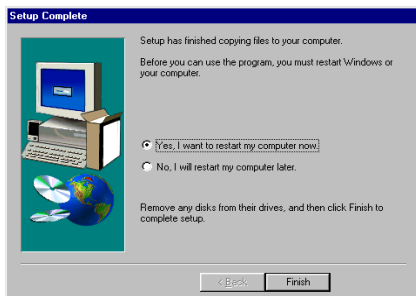 Setup Complete
Setup has finished copying files to your computer.
Before you can use the program, you must restart Windows or
your computer.
Yes, I want to restart my computer now.
No, I will restart my computer later.
Remove any disks from their drives, and then click Finish to
complete setup.
< Back
Finish